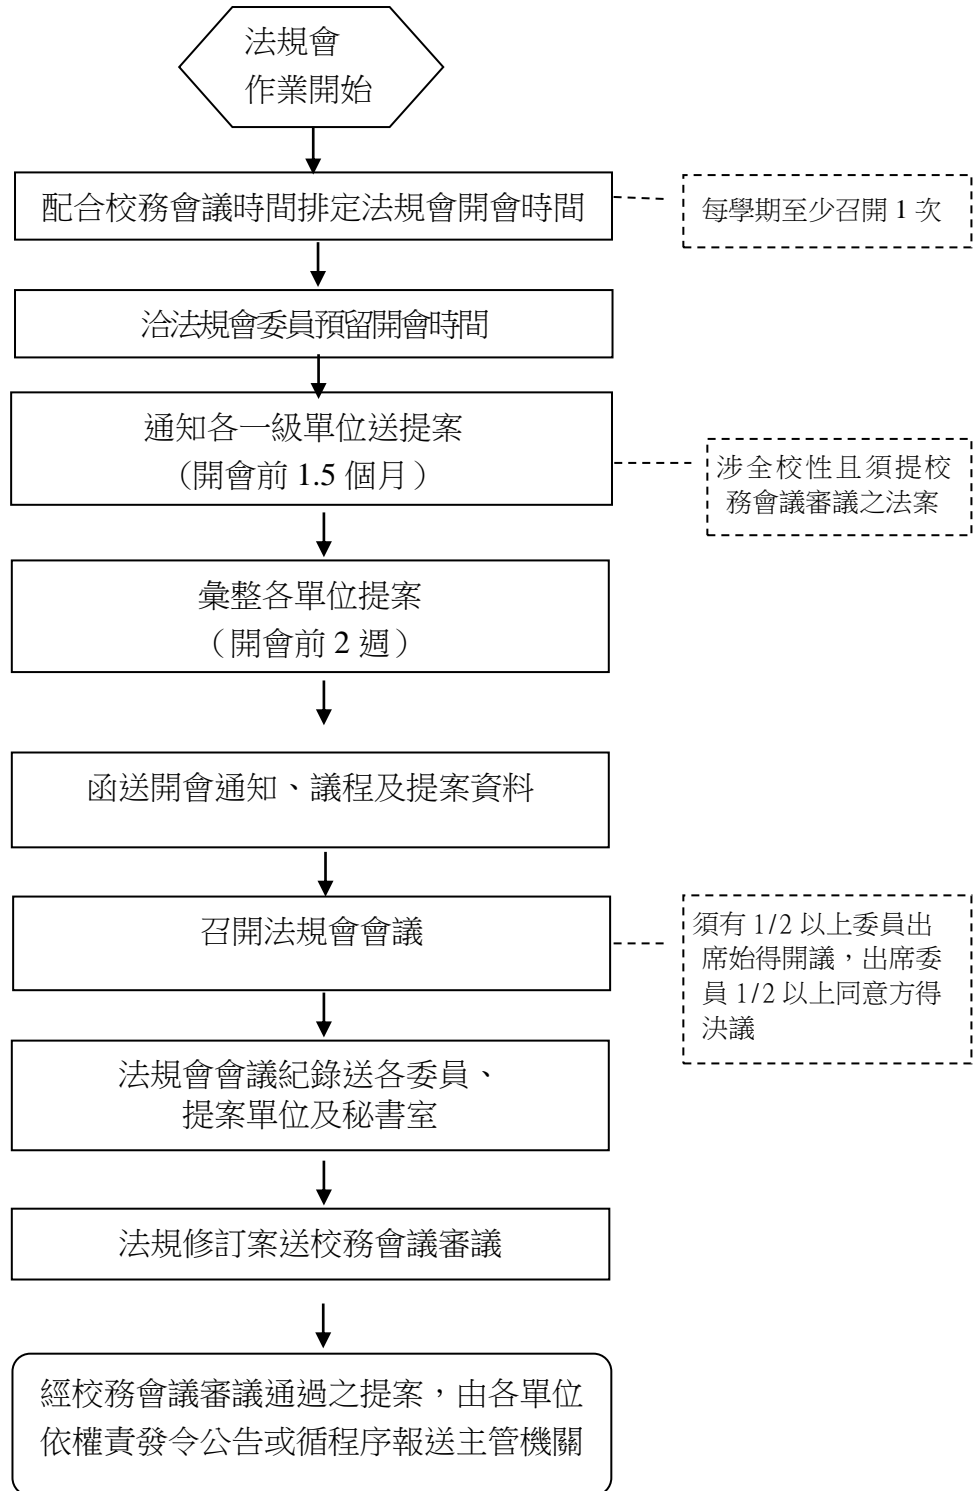 法規會
作業開始
配合校務會議時間排定法規會開會時間
每學期至少召開 1 次
洽法規會委員預留開會時間
通知各一級單位送提案
（開會前 1.5 個月）
涉全校性且須提校
務會議審議之法案
彙整各單位提案
（開會前 2 週）
函送開會通知、議程及提案資料
召開法規會會議
須有 1/2 以上委員出
席始得開議，出席委
員 1/2 以上同意方得
決議
法規會會議紀錄送各委員、
提案單位及秘書室
法規修訂案送校務會議審議
經校務會議審議通過之提案，由各單位
依權責發令公告或循程序報送主管機關